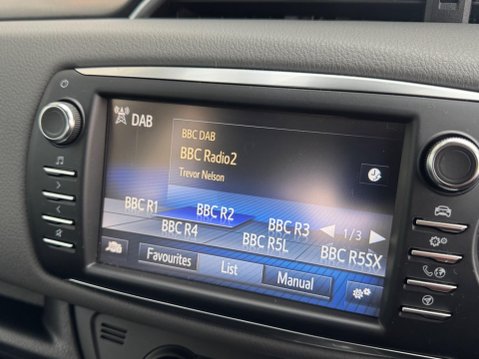 DAB
BBC DAB
BBC Radio2
Trevor Nelson
BBC R1 BBC R2 BBC R3 1/3
BBC R4 BBC R5L BBC R5SX
Favourites List Manual